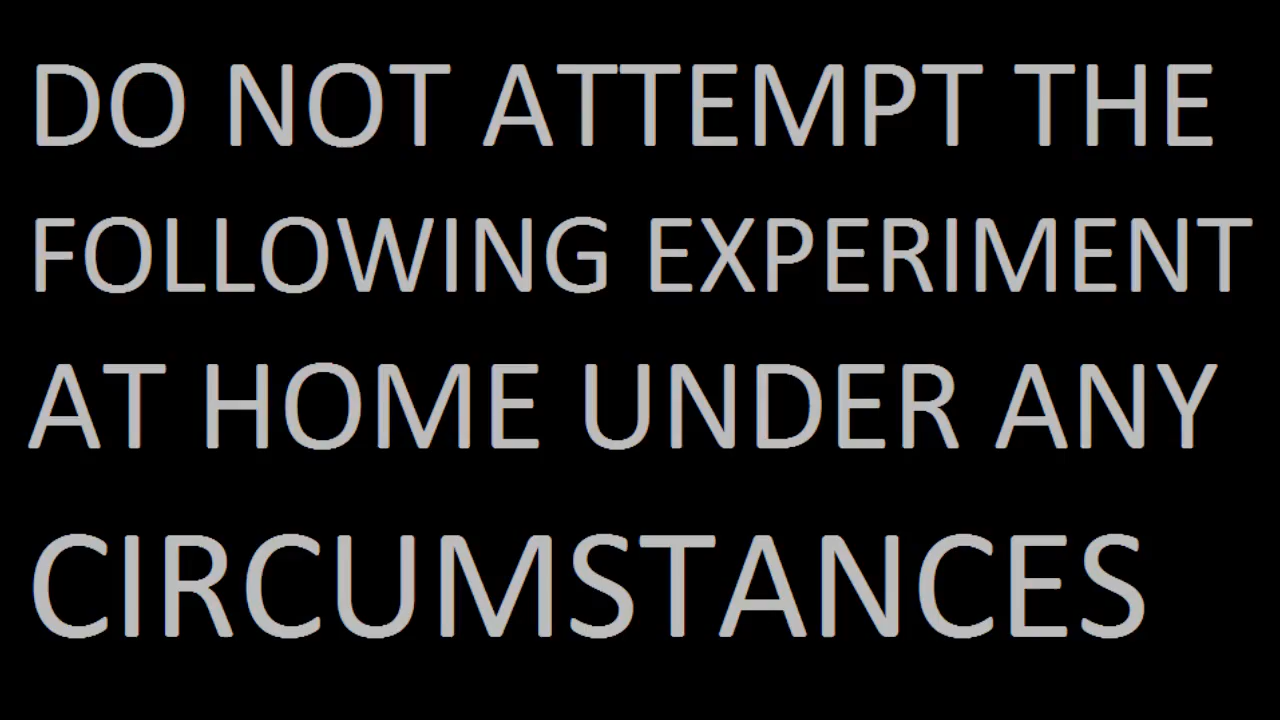 DO NOT ATTEMPT THE
FOLLOWING EXPERIMENT
AT HOME UNDER ANY
CIRCUMSTANCES